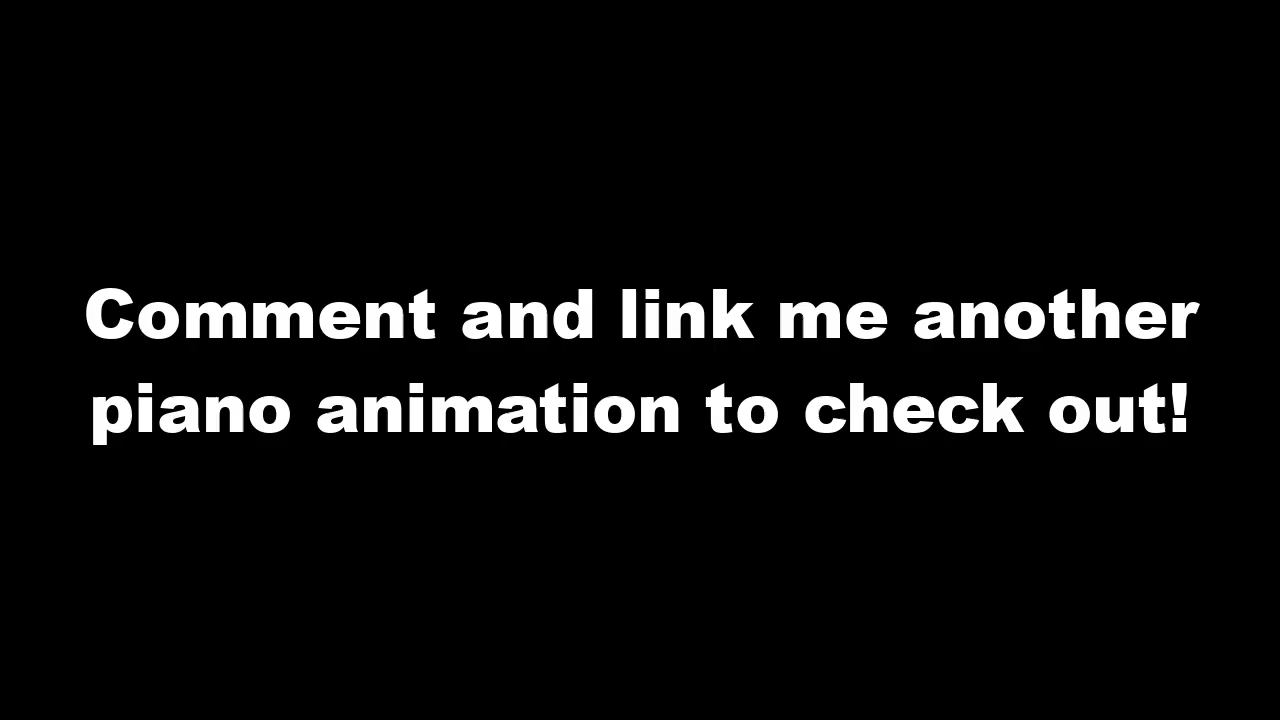 Comment and link me another
piano animation to check out!